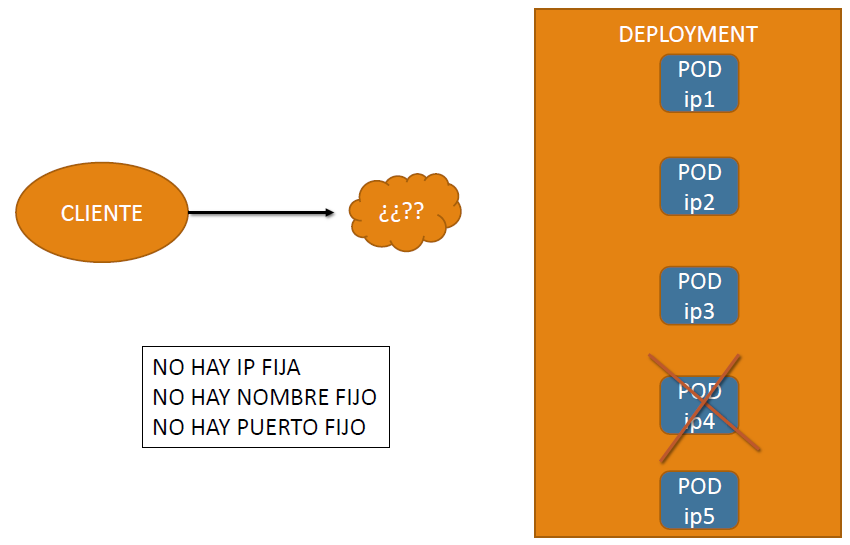 DEPLOYMENT
POD
ip1
POD
ip2
CLIENTE
¿¿??
POD
ip3
NO HAY IP FIJA
NO HAY NOMBRE FIJO
NO HAY PUERTO FIJO
POD
ip4
POD
ip5